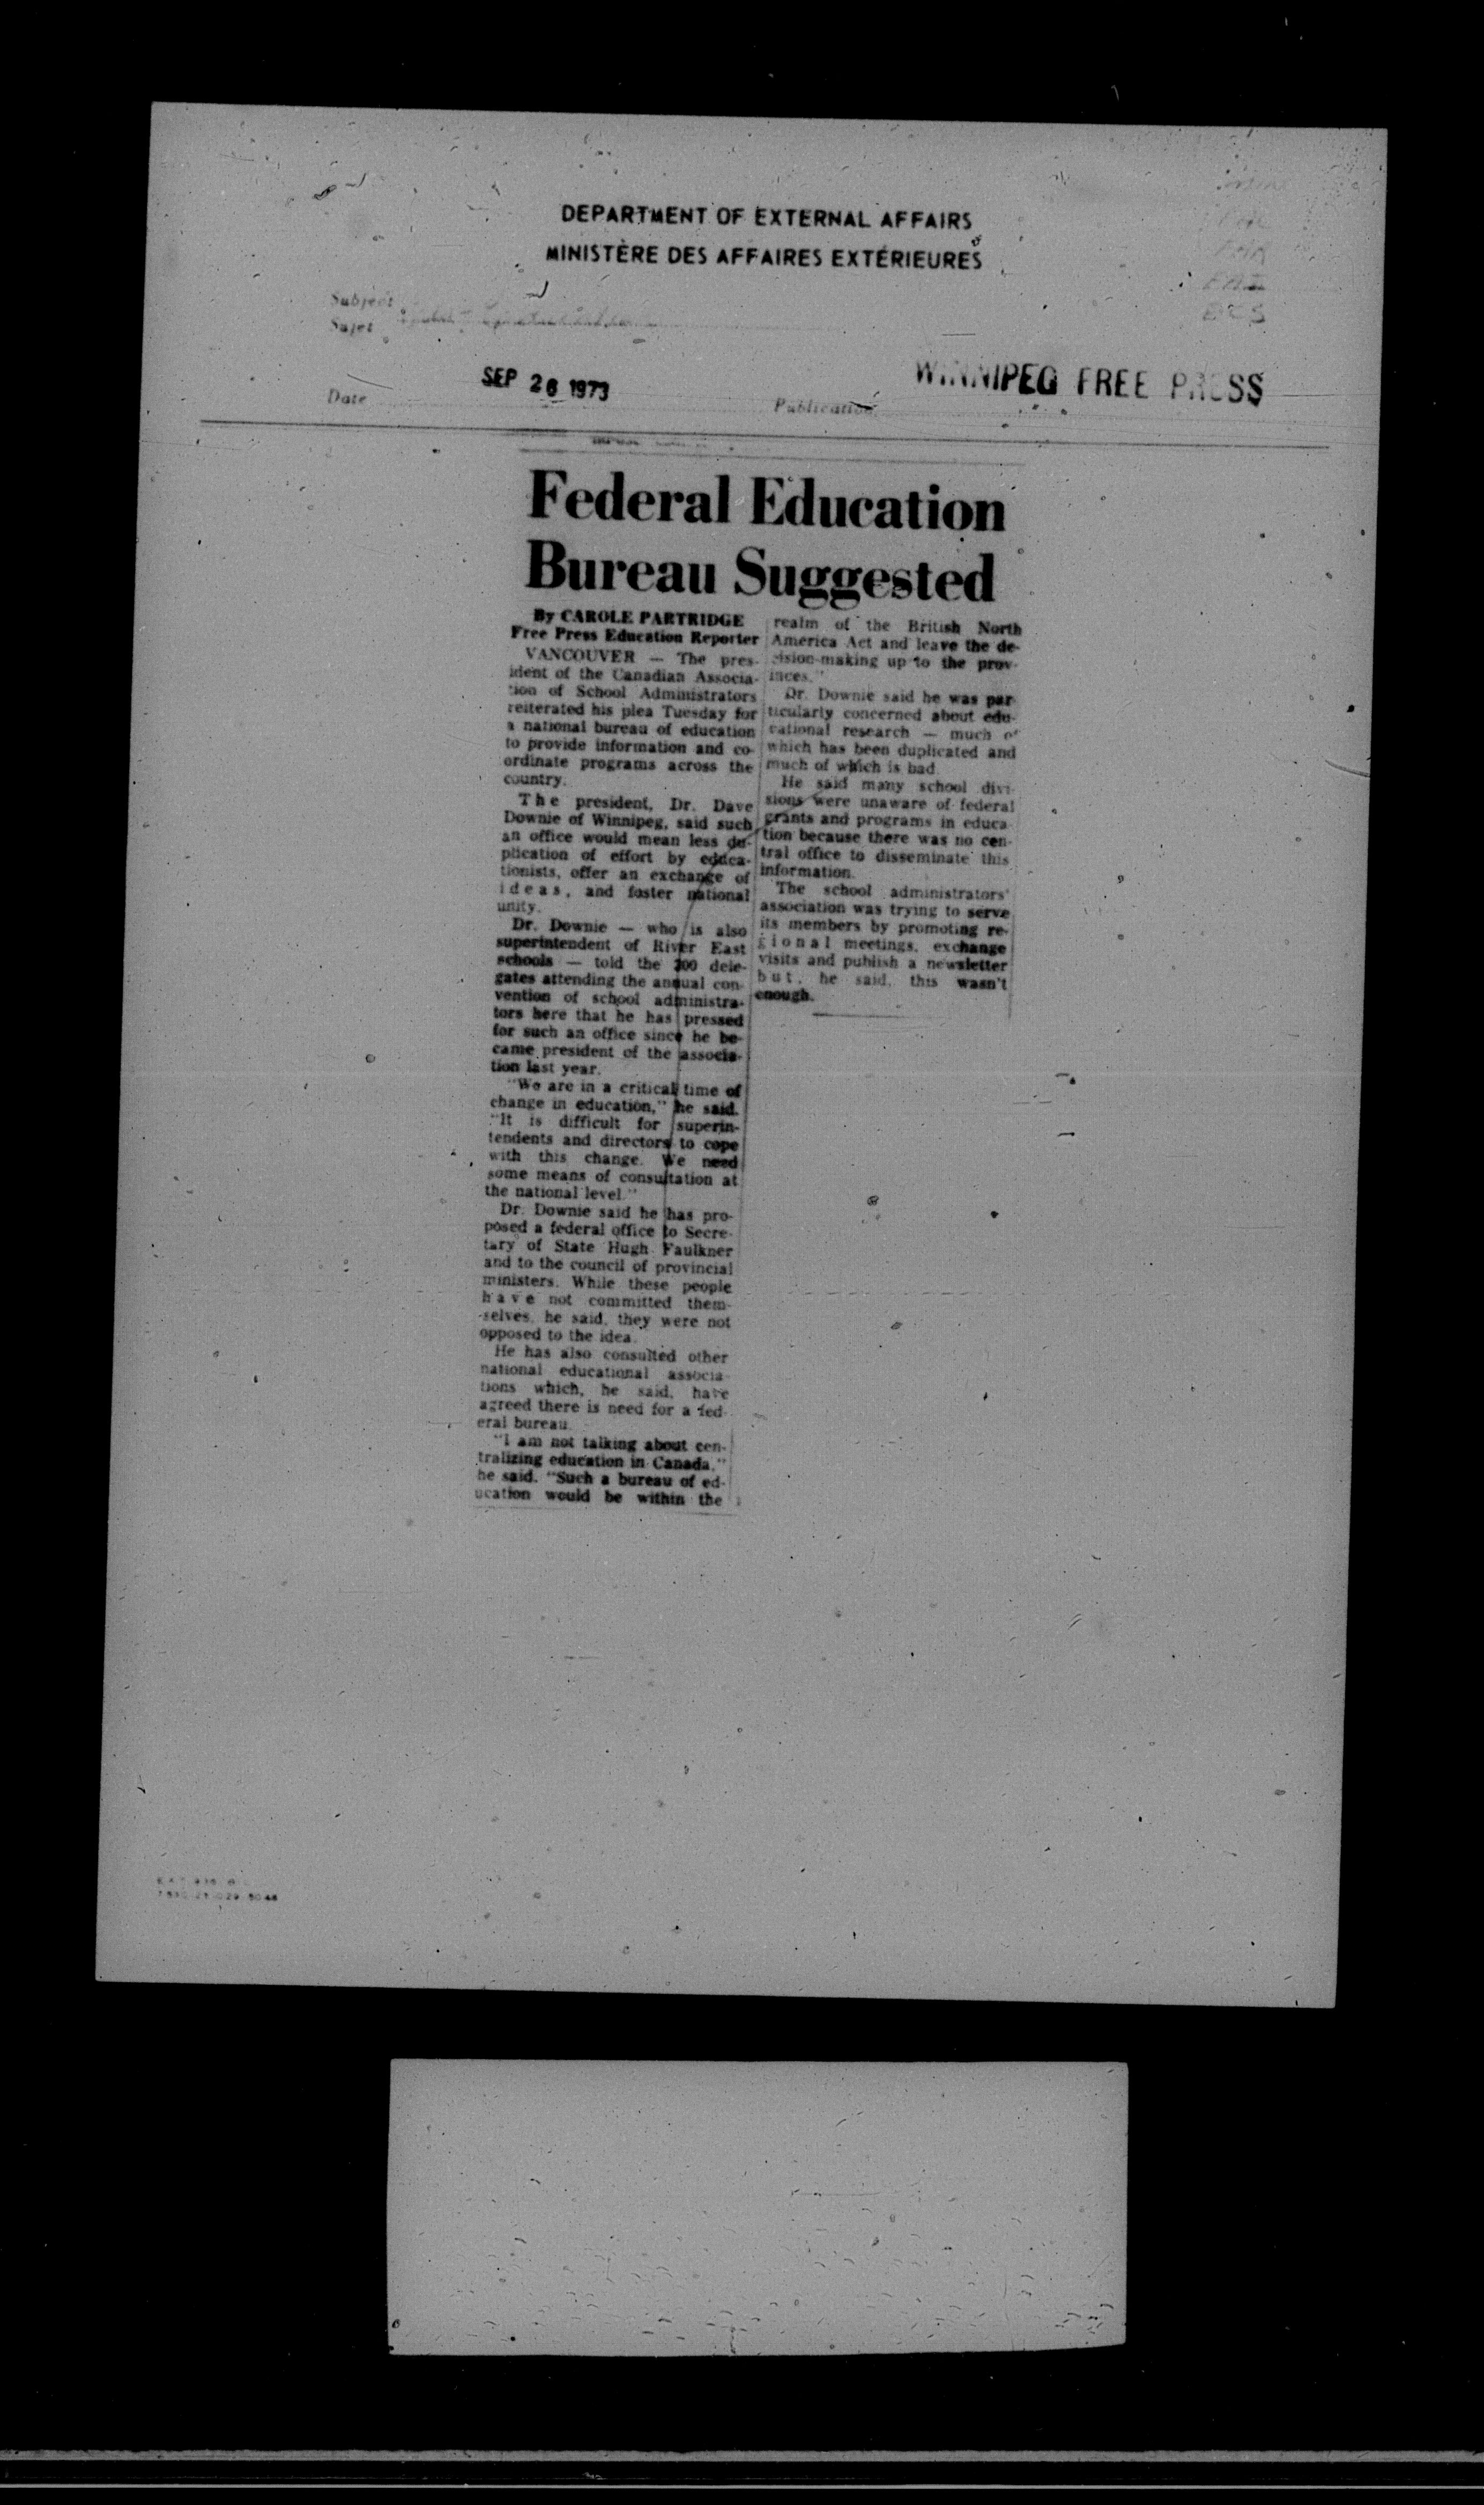 DEPARTMENT OF EXTERNAL AFFAIRS
MINISTÈRE DES AFFAIRES EXTÉRIEURES
Subject
Sujet
SEP 26 1973
WINNIPEG FREE PRESS
Date
Publication
Federal Education
Bureau Suggested
By CAROLE PARTRIDGE
Free Press Education Reporter
VANCOUVER — The pres-
ident of the Canadian Associa-
tion of School Administrators
reiterated his plea Tuesday for
a national bureau of education
to provide information and co-
ordinate programs across the
country.
The president, Dr. Dave
Downie of Winnipeg, said such
an office would mean less du-
plication of effort by educa-
tionists, offer an exchange of
ideas, and foster national
unity.
Dr. Downie — who is also
superintendent of River East
schools — told the 200 dele-
gates attending the annual con-
vention of school administra-
tors here that he has pressed
for such an office since he be-
came president of the associa-
tion last year.
"We are in a critical time of
change in education," he said.
"It is difficult for superin-
tendents and directors to cope
with this change. We need
some means of consultation at
the national level."
Dr. Downie said he has pro-
posed a federal office to Secre-
tary of State Hugh Faulkner
and to the council of provincial
ministers. While these people
have not committed them-
selves, he said, they were not
opposed to the idea.
He has also consulted other
national educational associa-
tions which, he said, have
agreed there is need for a fed-
eral bureau.
"I am not talking about cen-
tralizing education in Canada,"
he said. "Such a bureau of ed-
ucation would be within the
realm of the British North
America Act and leave the de-
cision-making up to the prov-
inces."
Dr. Downie said he was par-
ticularly concerned about edu-
cational research — much of
which has been duplicated and
much of which is bad.
He said many school divi-
sions were unaware of federal
grants and programs in educa-
tion because there was no cen-
tral office to disseminate this
information.
The school administrators'
association was trying to serve
its members by promoting re-
gional meetings, exchange
visits and publish a newsletter
but, he said, this wasn't
enough.